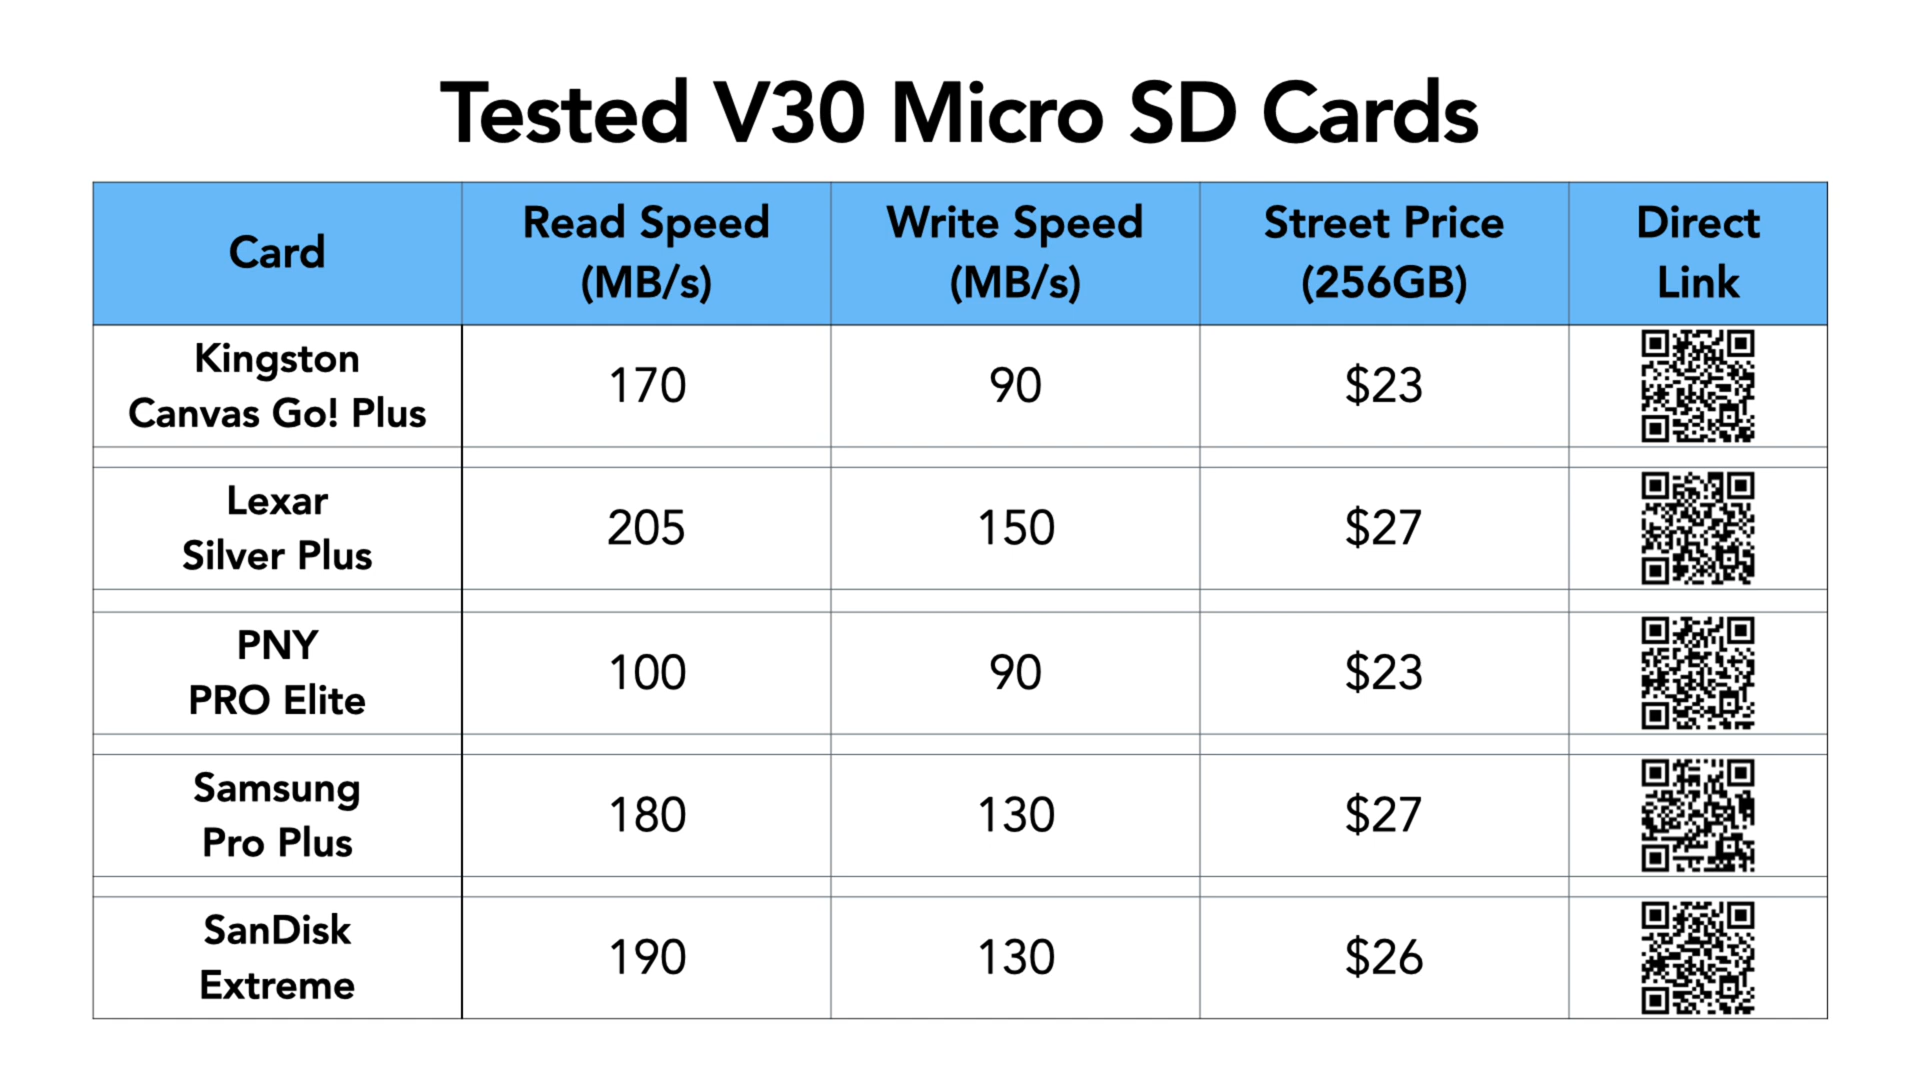 Tested V30 Micro SD Cards
Card
Read Speed
(MB/s)
Write Speed
(MB/s)
Street Price
(256GB)
Direct
Link
Kingston
Canvas Go! Plus
170
90
$23
Lexar
Silver Plus
205
150
$27
PNY
PRO Elite
100
90
$23
Samsung
Pro Plus
180
130
$27
SanDisk
Extreme
190
130
$26